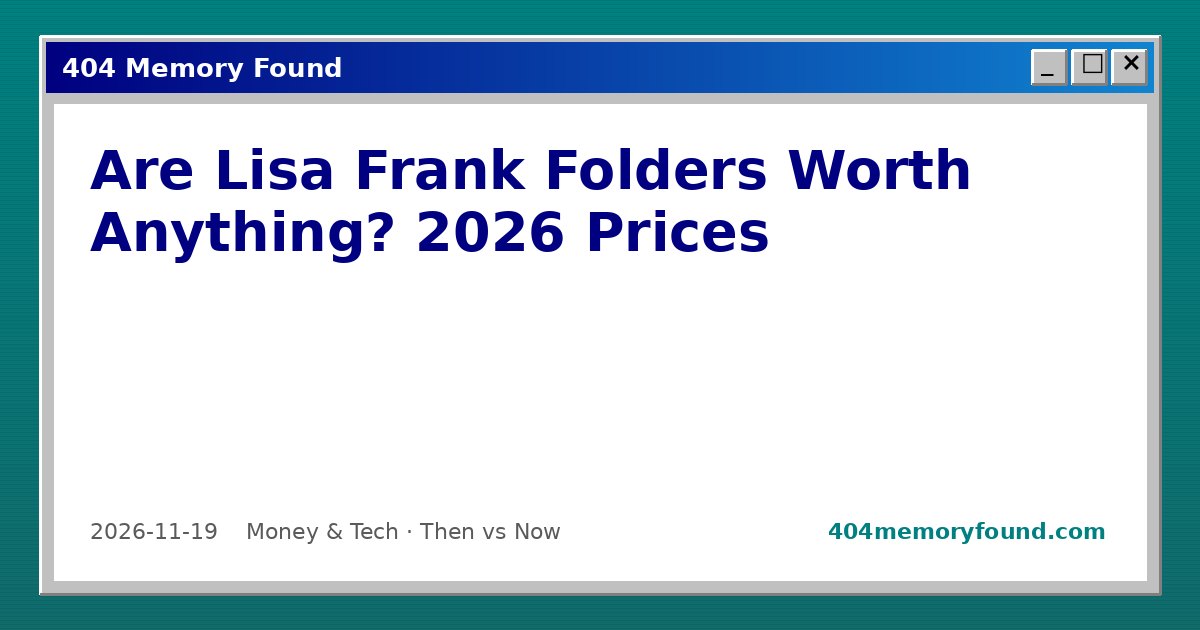 404 Memory Found
Are Lisa Frank Folders Worth
Anything? 2026 Prices
2026-11-19 Money & Tech · Then vs Now 404memoryfound.com